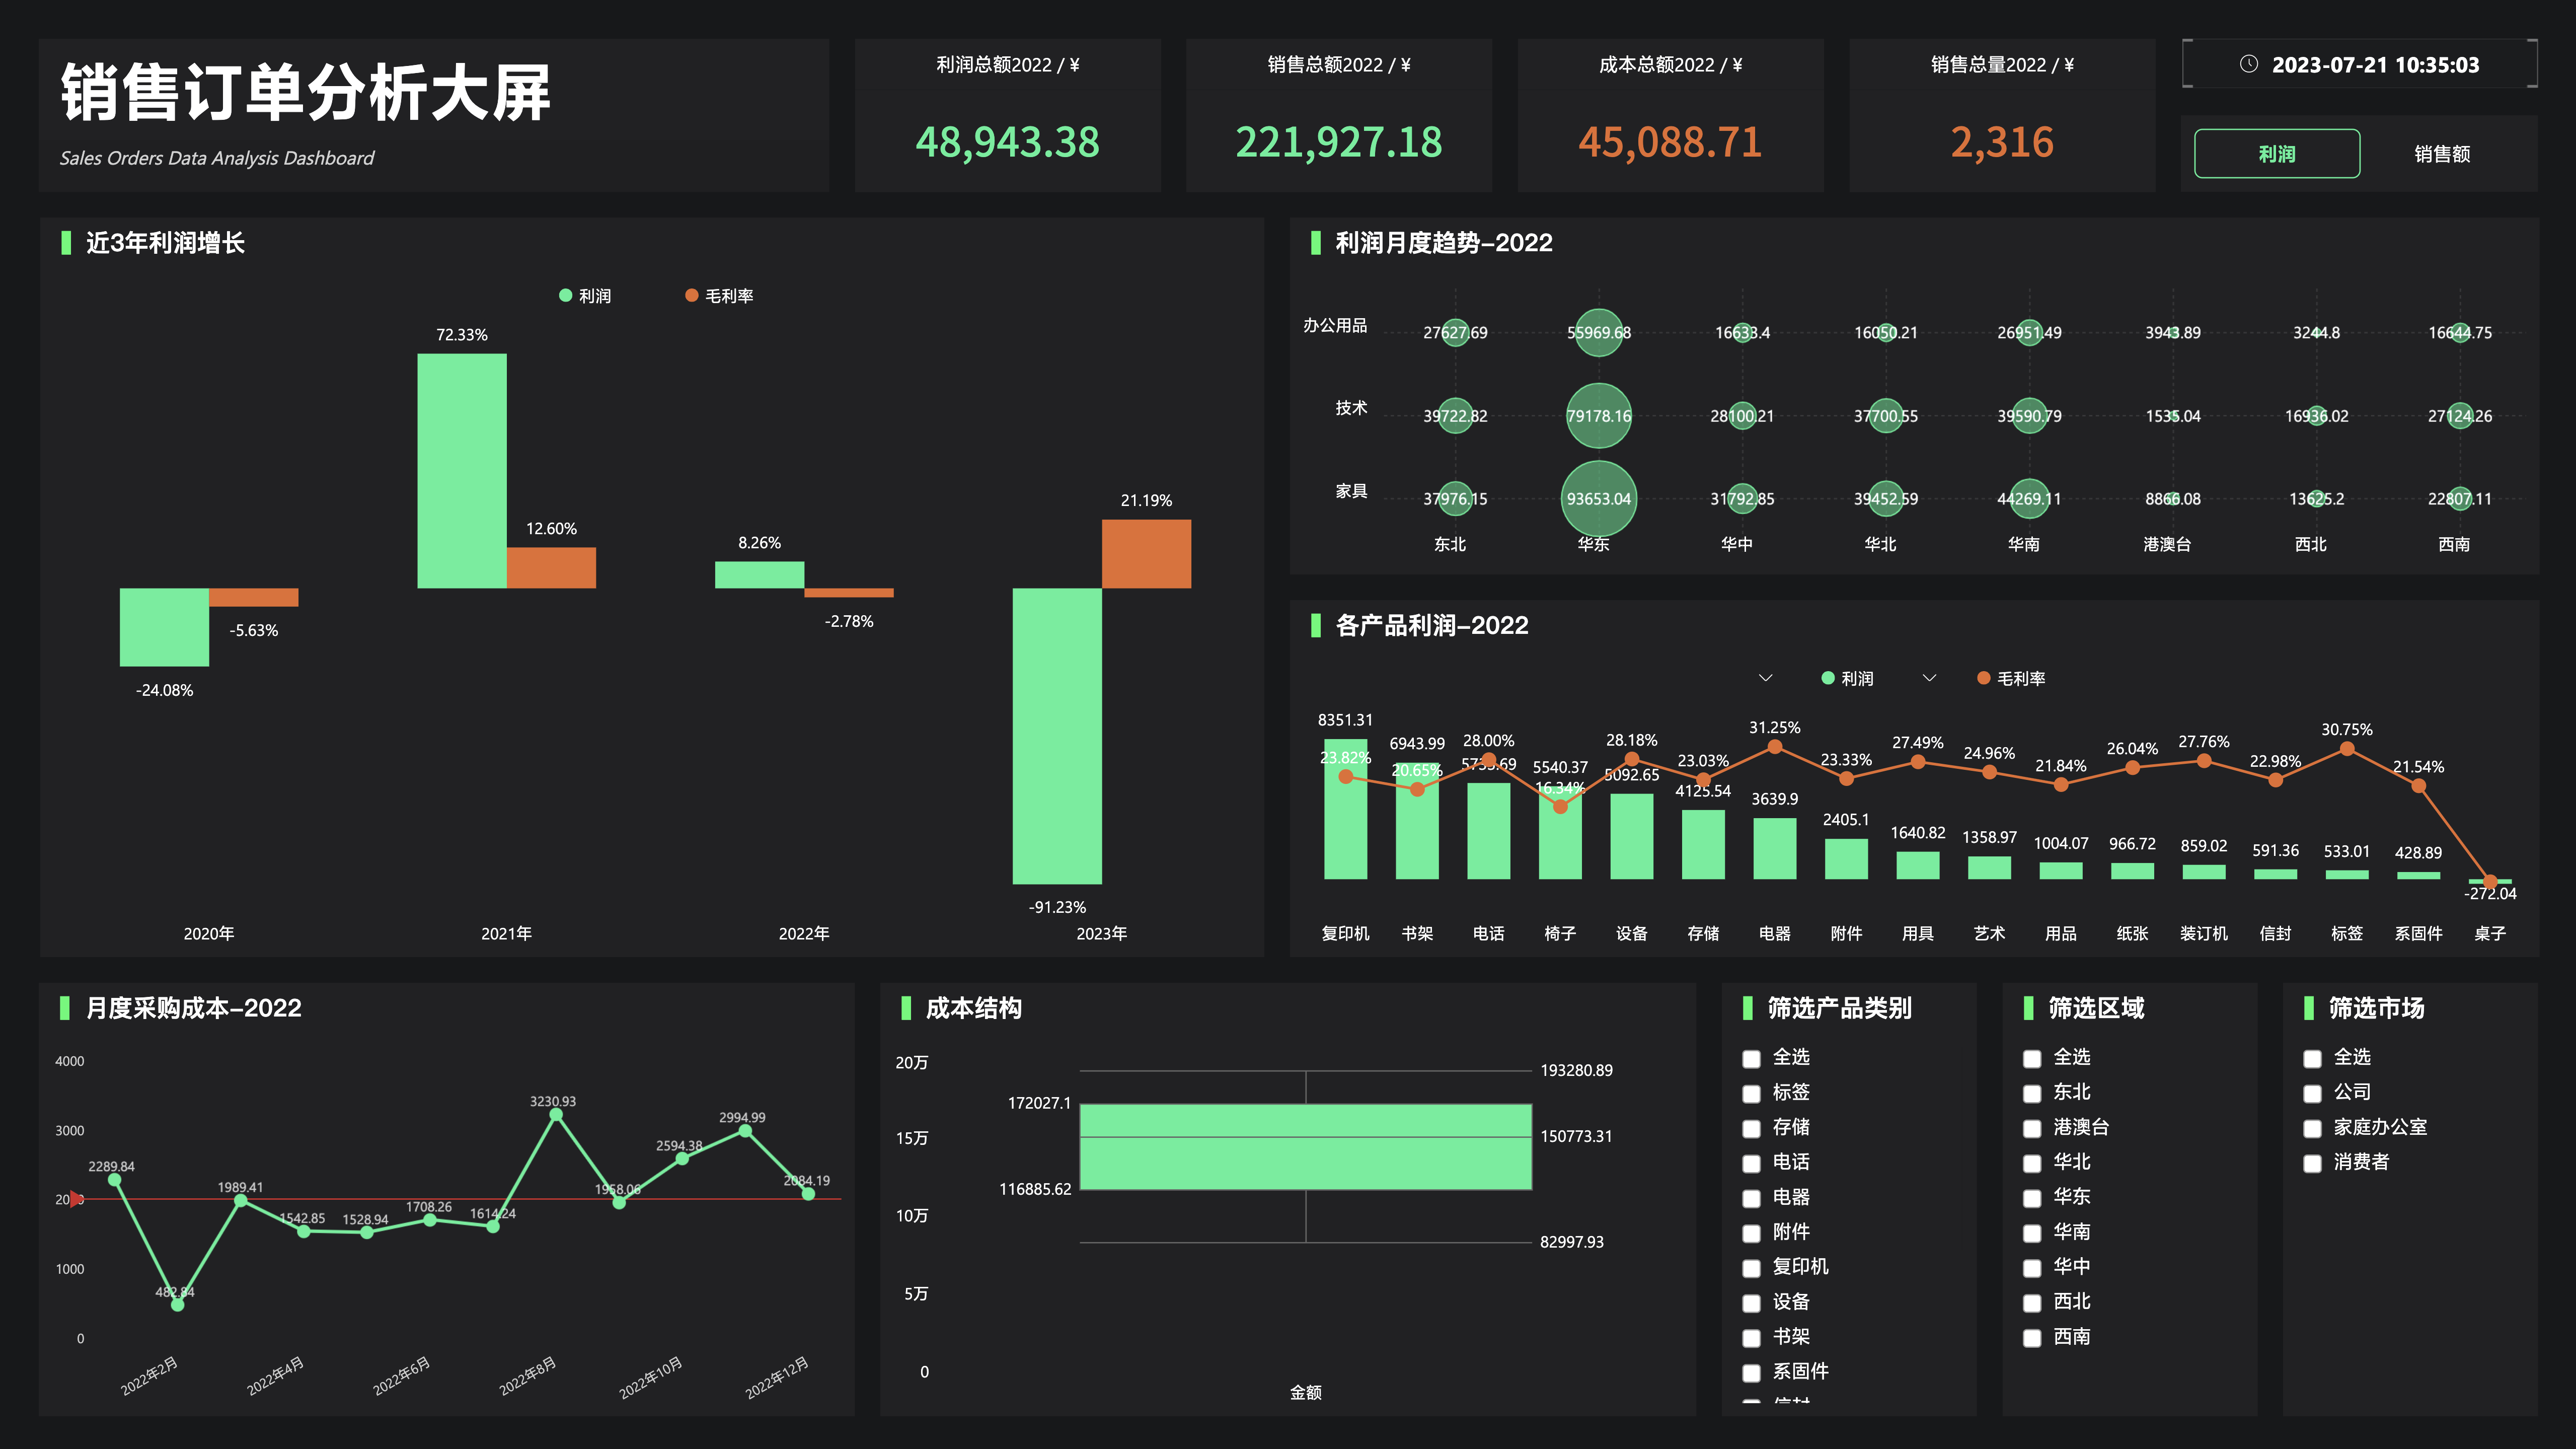 销售订单分析大屏
Sales Orders Data Analysis Dashboard
利润总额2022 / ¥
48,943.38
销售总额2022 / ¥
221,927.18
成本总额2022 / ¥
45,088.71
销售总量2022 / ¥
2,316
2023-07-21 10:35:03
利润 销售额
近3年利润增长
利润 毛利率
72.33%
21.19%
12.60%
8.26%
-5.63%
-2.78%
-24.08%
-91.23%
2020年 2021年 2022年 2023年
利润月度趋势-2022
办公用品 27627.69 55969.68 16633.4 16050.21 26951.49 3943.89 3244.8 16644.75
技术 39722.82 79178.16 28100.21 37700.55 39590.79 1535.04 16936.02 27124.26
家具 37976.15 93653.04 31792.85 39452.59 44269.11 8866.08 13625.2 22807.11
东北 华东 华中 华北 华南 港澳台 西北 西南
各产品利润-2022
利润 毛利率
8351.31 6943.99 5540.37 5092.65 4125.54 3639.9 2405.1 1640.82 1358.97 1004.07 966.72 859.02 591.36 533.01 428.89 -272.04
23.82% 20.65% 28.00% 16.34% 28.18% 23.03% 31.25% 23.33% 27.49% 24.96% 21.84% 26.04% 27.76% 22.98% 30.75% 21.54%
复印机 书架 电话 椅子 设备 存储 电器 附件 用具 艺术 用品 纸张 装订机 信封 标签 系固件 桌子
月度采购成本-2022
4000
3000
2000
1000
0
2289.84 482.84 1989.41 1542.85 1528.94 1708.26 1614.24 3230.93 1958.06 2594.38 2994.99 2084.19
2022年2月 2022年4月 2022年6月 2022年8月 2022年10月 2022年12月
成本结构
20万
15万
10万
5万
0
193280.89
172027.1
150773.31
116885.62
82997.93
金额
筛选产品类别
全选
标签
存储
电话
电器
附件
复印机
设备
书架
系固件
筛选区域
全选
东北
港澳台
华北
华东
华南
华中
西北
西南
筛选市场
全选
公司
家庭办公室
消费者